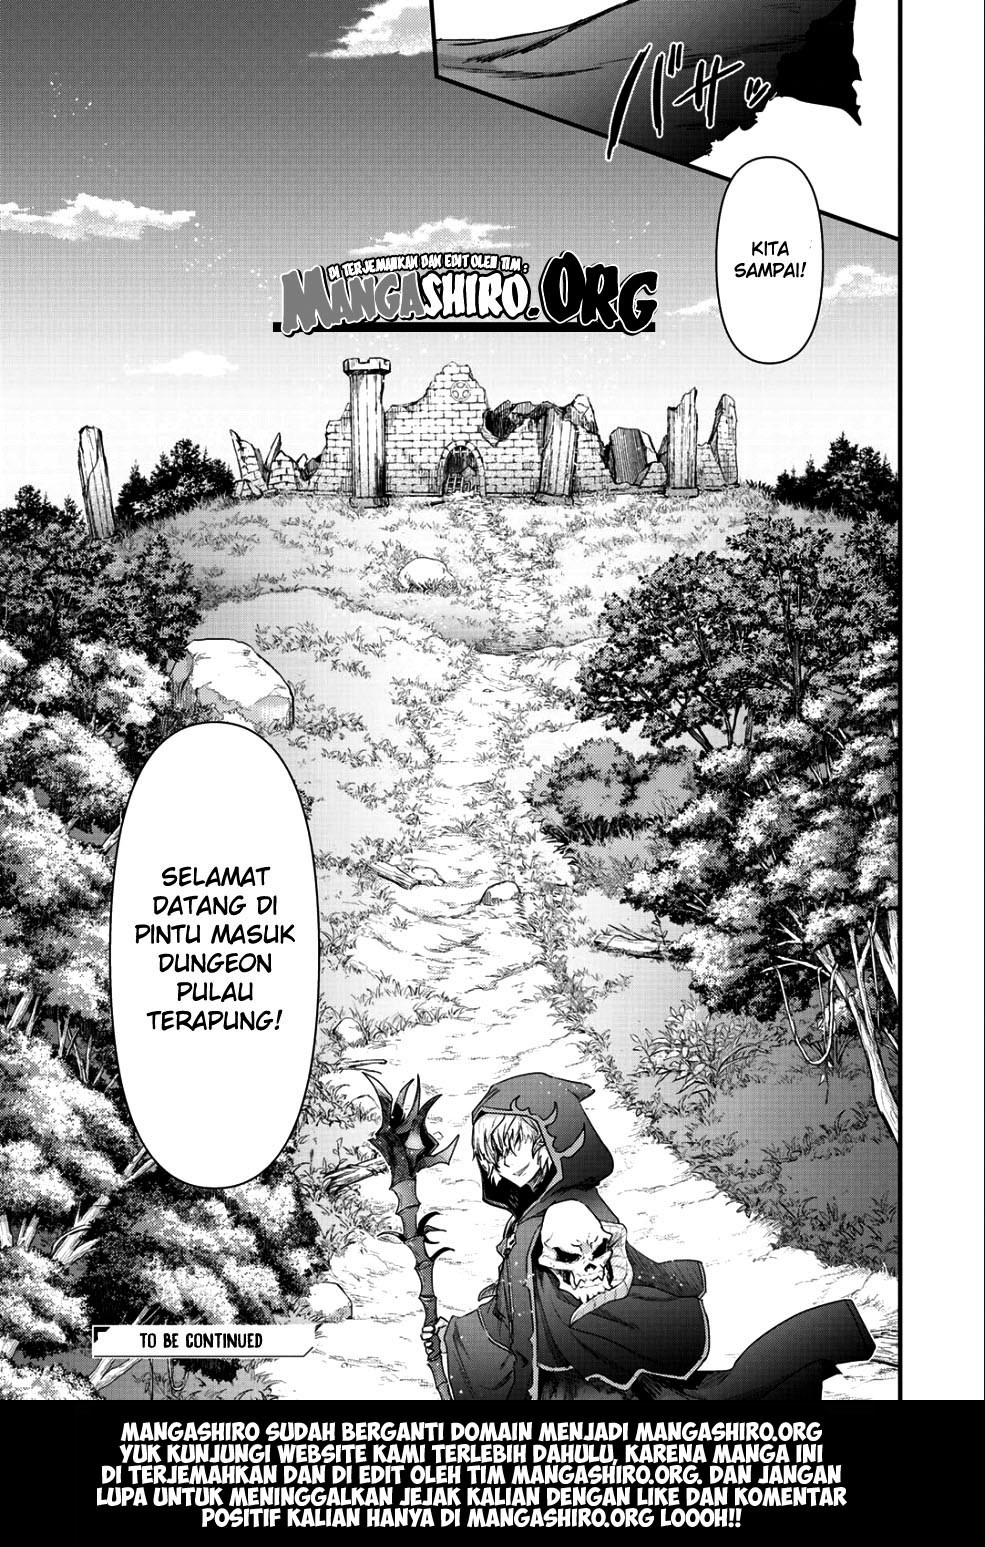 バサッ
KITA
SAMPAI!
DI TERJEMAHKAN DAN EDIT OLEH TIM :
MANGASHIRO.ORG
SELAMAT
DATANG DI
PINTU MASUK
DUNGEON
PULAU
TERAPUNG!
TO BE CONTINUED
MANGASHIRO SUDAH BERGANTI DOMAIN MENJADI MANGASHIRO.ORG
YUK KUNJUNGI WEBSITE KAMI TERLEBIH DAHULU, KARENA MANGA INI
DI TERJEMAHKAN DAN DI EDIT OLEH TIM MANGASHIRO.ORG. DAN JANGAN
LUPA UNTUK MENINGGALKAN JEJAK KALIAN DENGAN LIKE DAN KOMENTAR
POSITIF KALIAN HANYA DI MANGASHIRO.ORG LOOOH!!